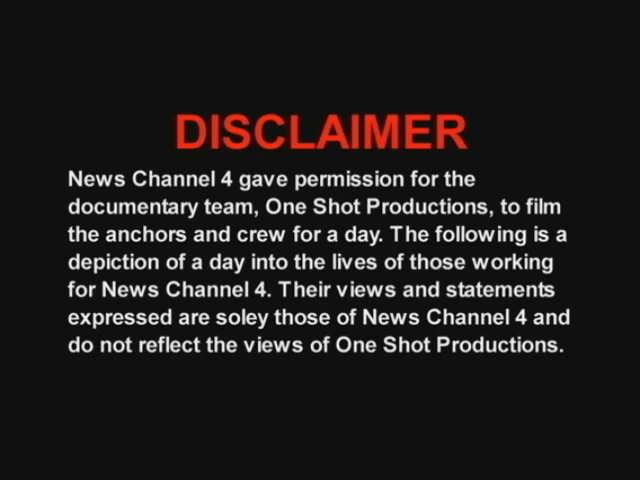 DISCLAIMER
News Channel 4 gave permission for the
documentary team, One Shot Productions, to film
the anchors and crew for a day. The following is a
depiction of a day into the lives of those working
for News Channel 4. Their views and statements
expressed are soley those of News Channel 4 and
do not reflect the views of One Shot Productions.